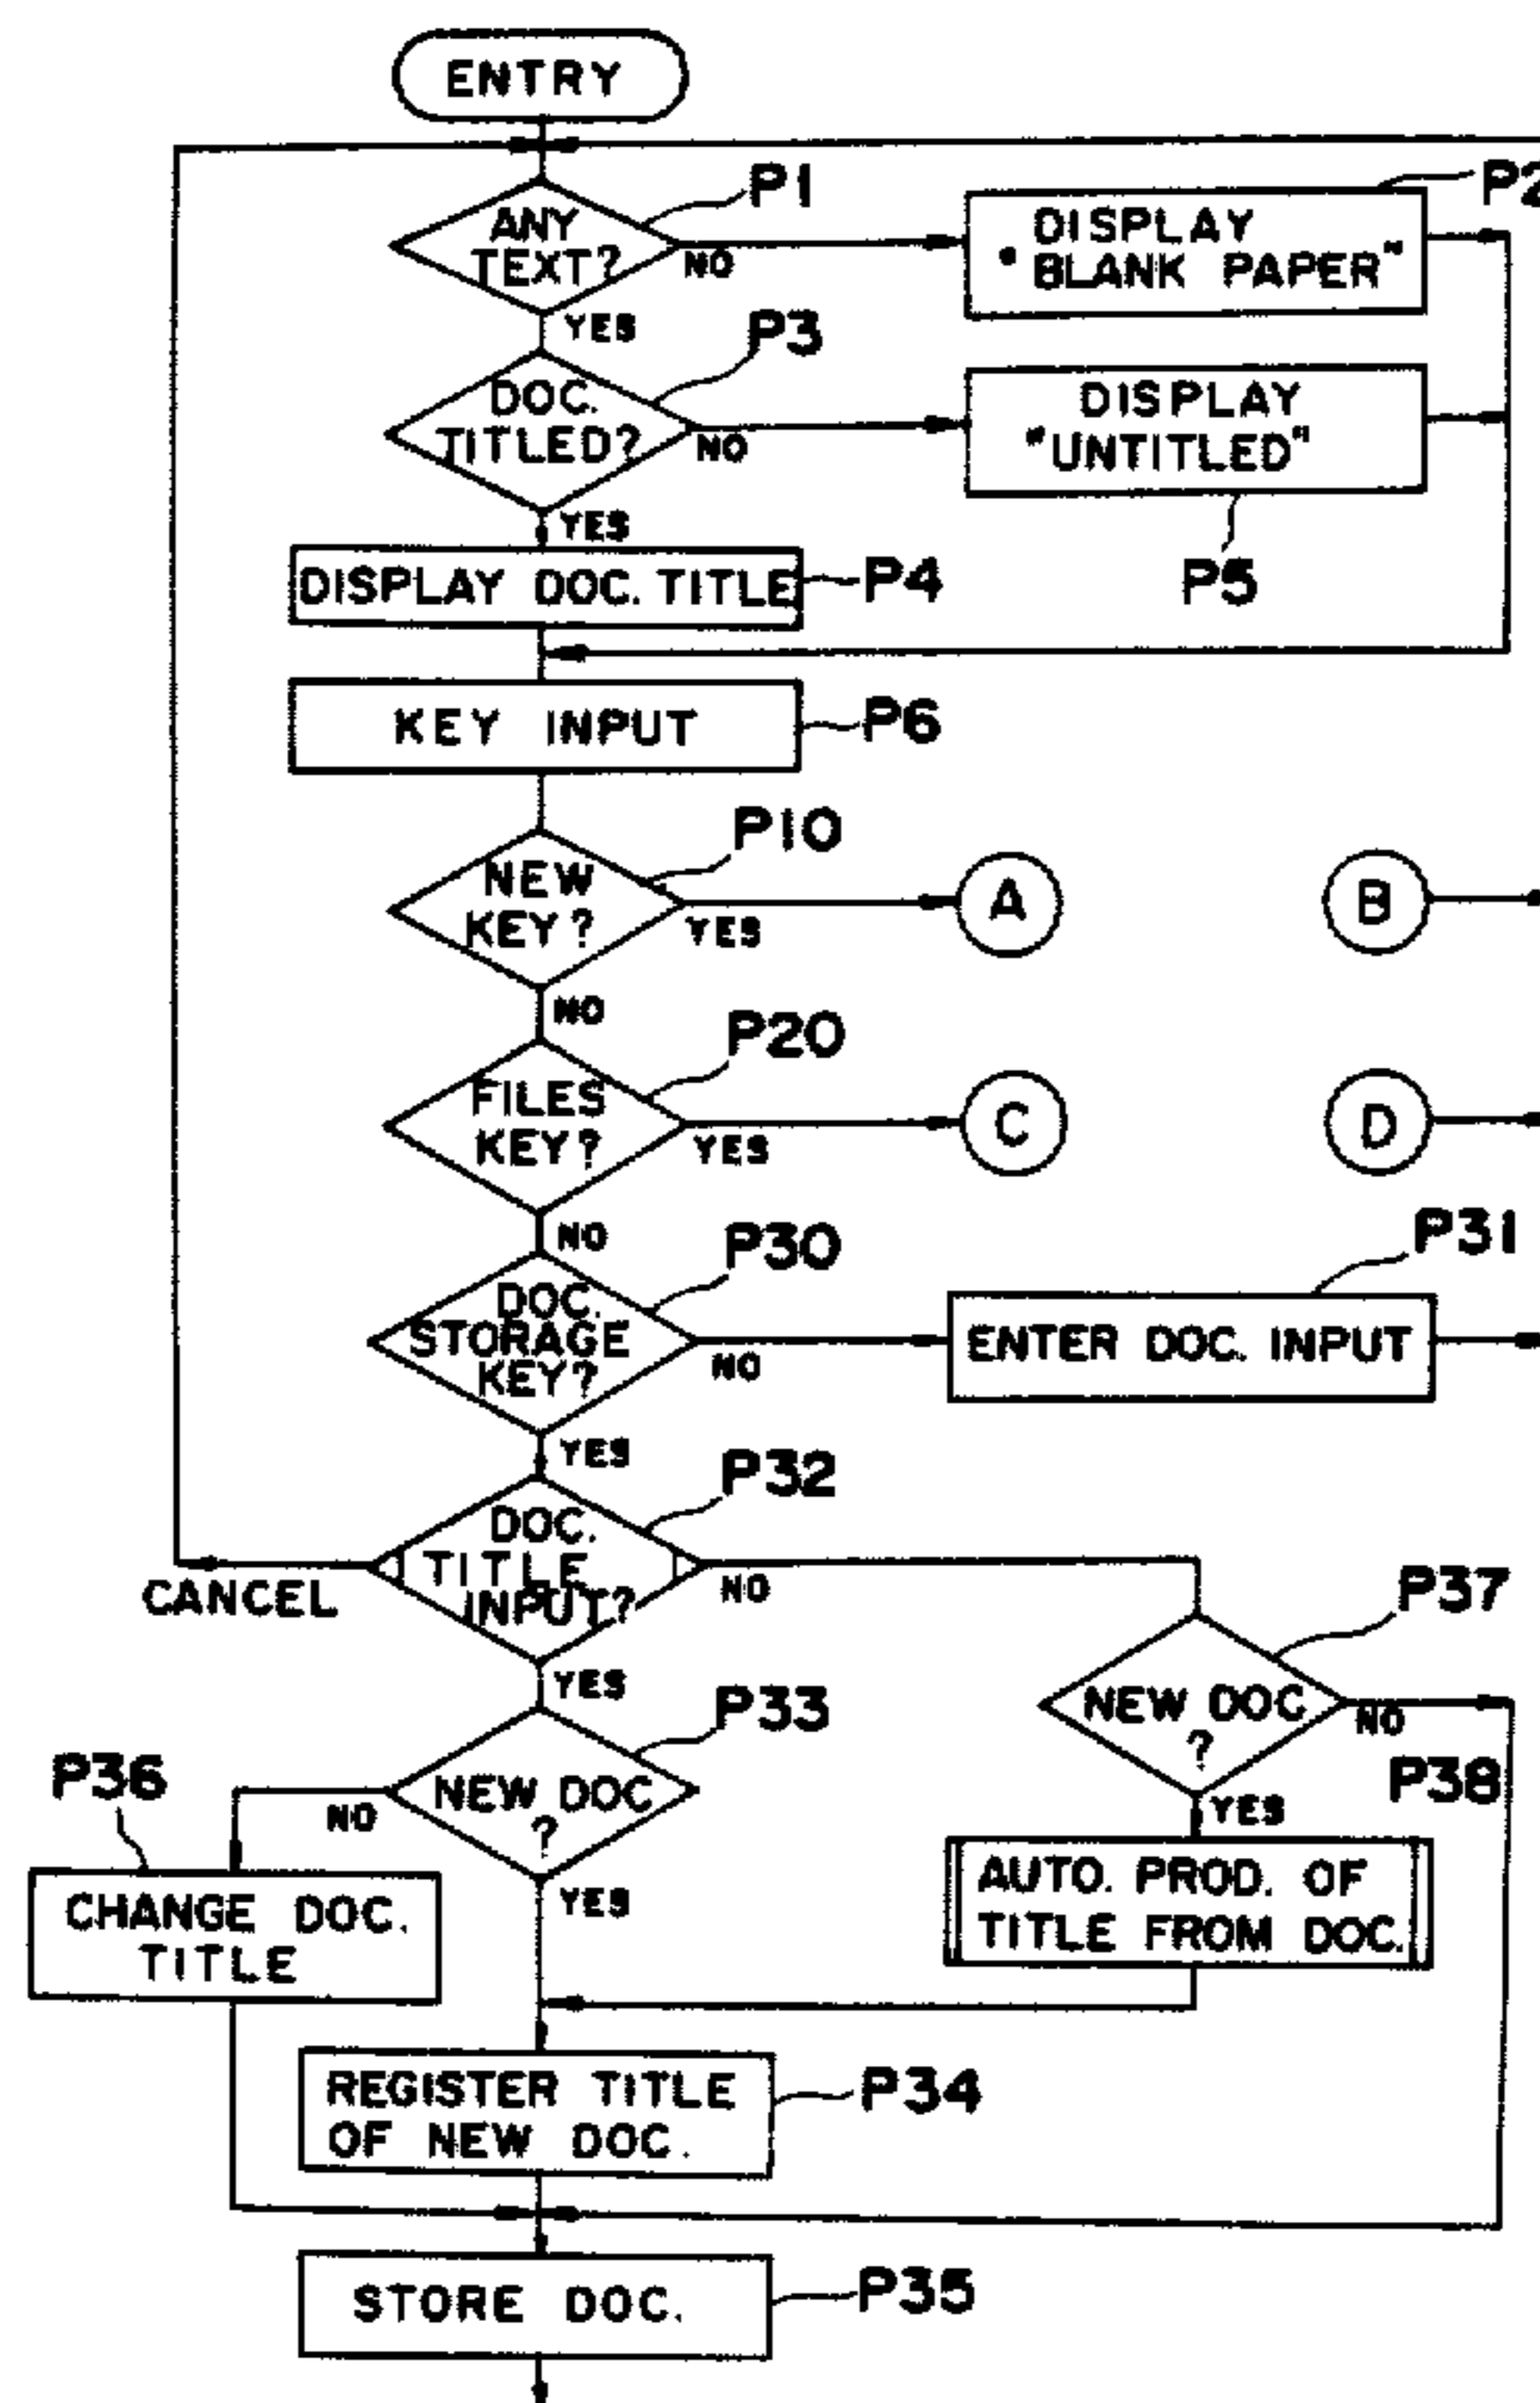 ENTRY
P1
ANY
TEXT?
NO
YES
DISPLAY
"BLANK PAPER"
P3
DOC.
TITLED?
NO
YES
DISPLAY
"UNTITLED"
P5
DISPLAY DOC. TITLE
P4
KEY INPUT
P6
P10
NEW
KEY?
YES
NO
A
B
P20
FILES
KEY?
YES
NO
C
D
P30
DOC.
STORAGE
KEY?
NO
YES
P31
ENTER DOC. INPUT
P32
DOC.
TITLE
INPUT?
CANCEL
NO
YES
P37
NEW DOC
?
NO
YES
P33
NEW DOC
?
NO
YES
P36
CHANGE DOC.
TITLE
P38
AUTO. PROD. OF
TITLE FROM DOC.
REGISTER TITLE
OF NEW DOC.
P34
STORE DOC.
P35